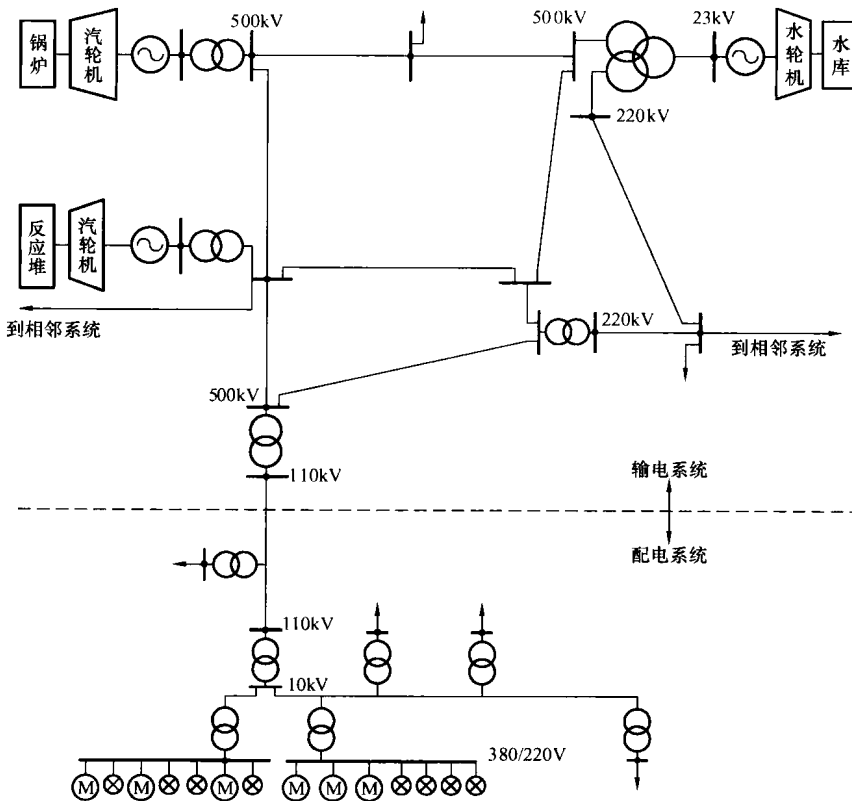 锅炉
汽轮机
500kV
500kV
23kV
水轮机
水库
220kV
反应堆
汽轮机
到相邻系统
220kV
到相邻系统
500kV
110kV
输电系统
配电系统
110kV
10kV
380/220V
M
M
M
M
M
M